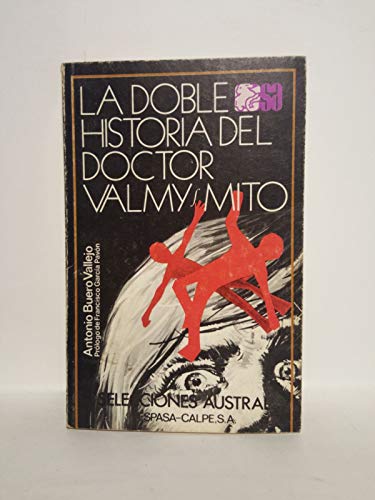 LA DOBLE
HISTORIA DEL
DOCTOR
VALMY MITO
Antonio Buero Vallejo
Prólogo de Francisco García Pavón
SELECCIONES AUSTRAL
ESPASA-CALPE, S.A.